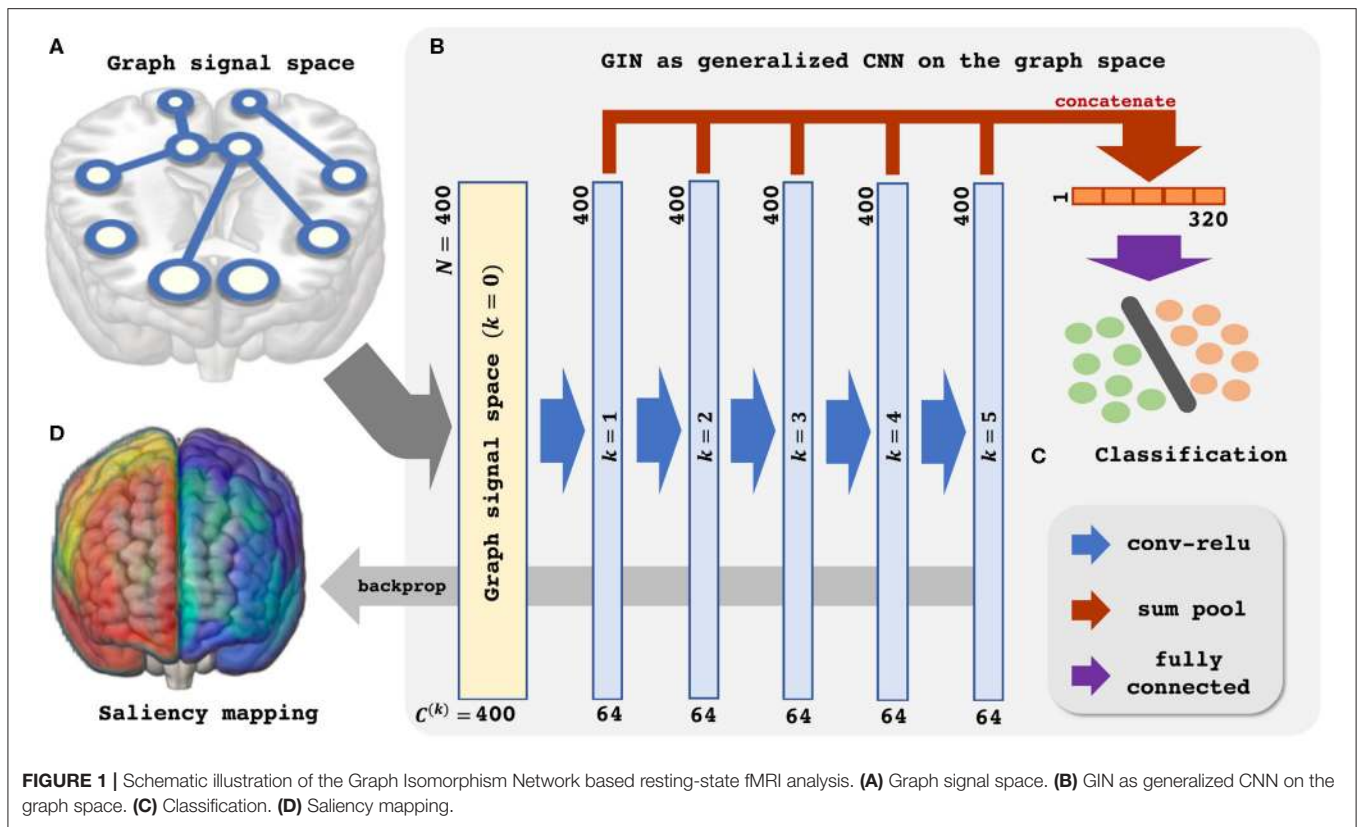 A
Graph signal space
B
GIN as generalized CNN on the graph space
concatenate
N = 400
400
400
400
400
400
1
320
Graph signal space (k = 0)
k = 1
k = 2
k = 3
k = 4
k = 5
C
Classification
D
backprop
Saliency mapping
C^(k) = 400
64
64
64
64
64
conv-relu
sum pool
fully
connected
FIGURE 1 | Schematic illustration of the Graph Isomorphism Network based resting-state fMRI analysis. (A) Graph signal space. (B) GIN as generalized CNN on the
graph space. (C) Classification. (D) Saliency mapping.